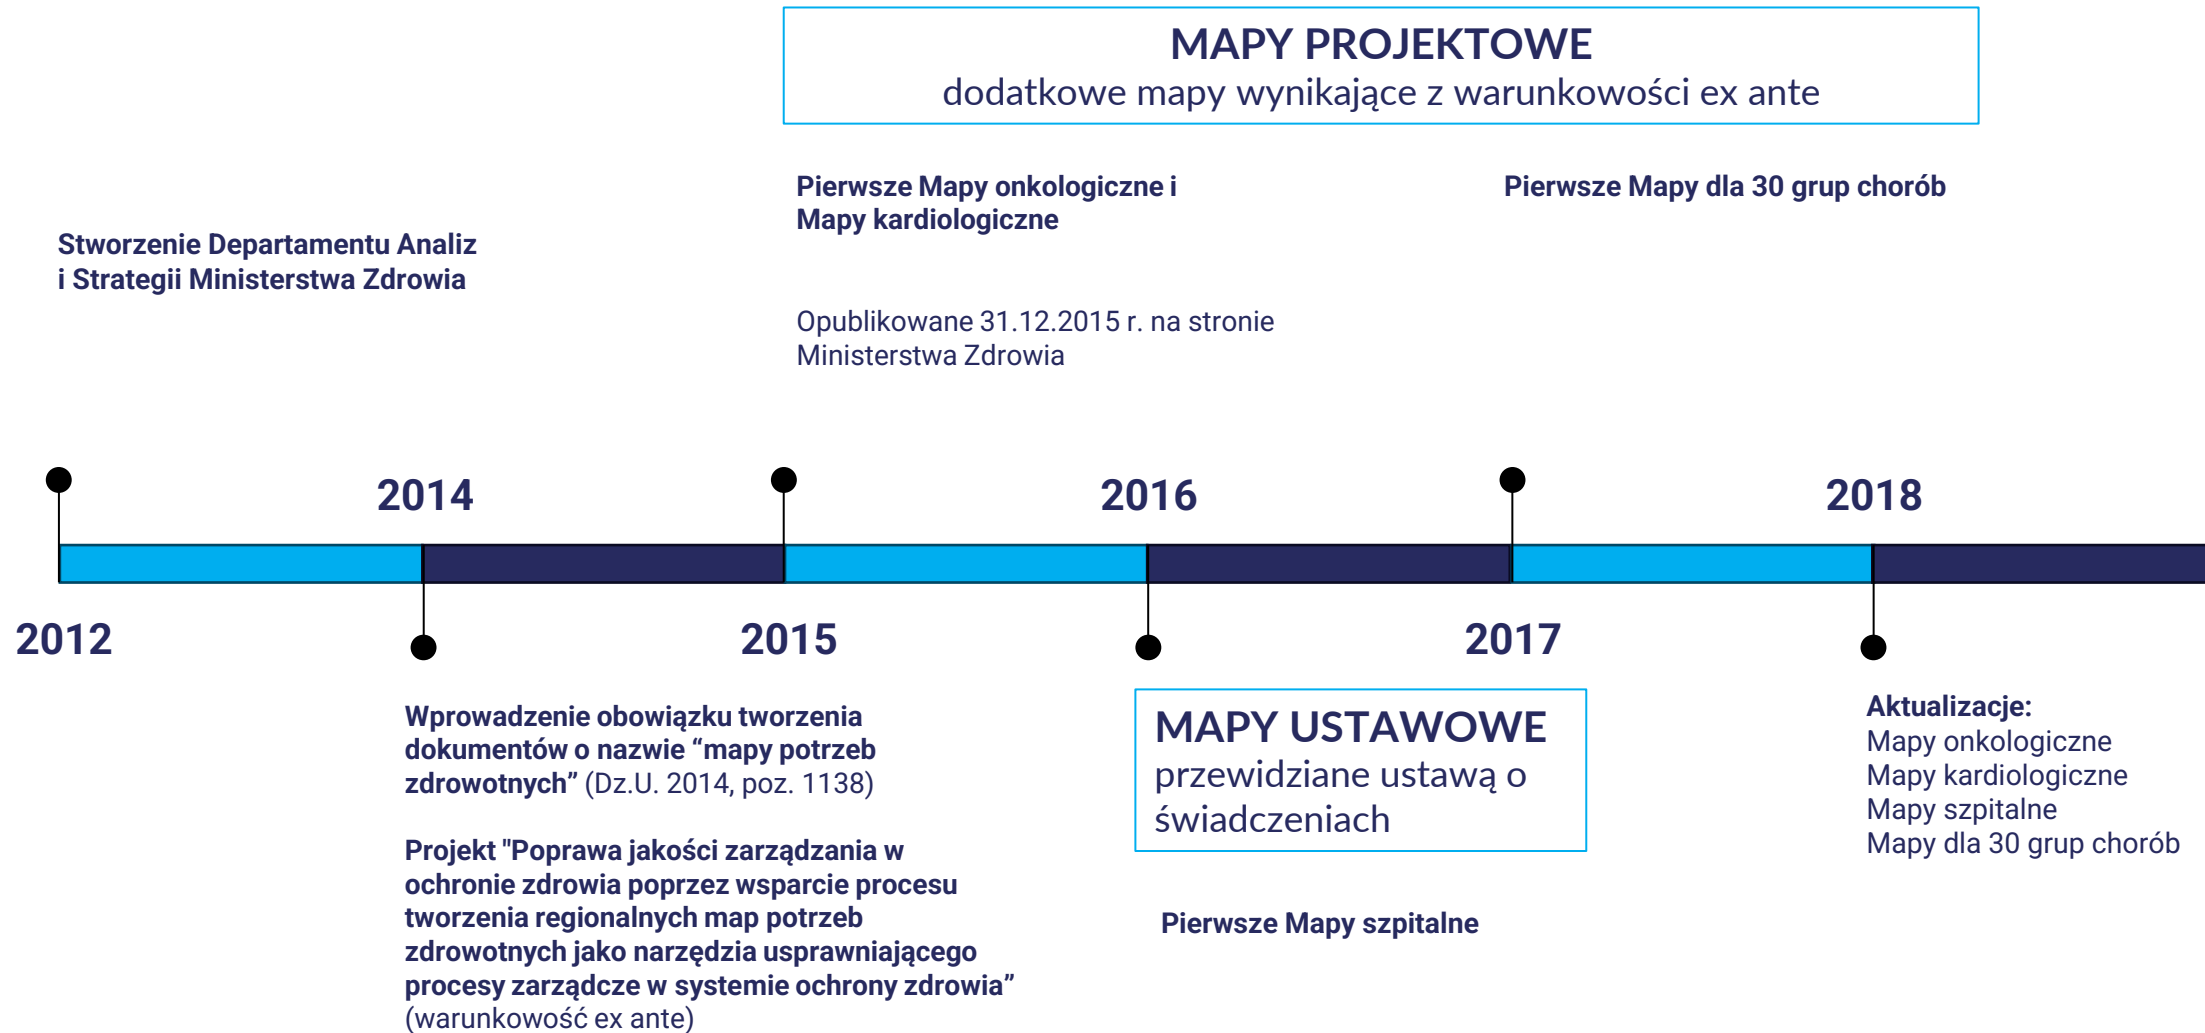 MAPY PROJEKTOWE
dodatkowe mapy wynikające z warunkowości ex ante
Stworzenie Departamentu Analiz
i Strategii Ministerstwa Zdrowia
Pierwsze Mapy onkologiczne i
Mapy kardiologiczne
Opublikowane 31.12.2015 r. na stronie
Ministerstwa Zdrowia
Pierwsze Mapy dla 30 grup chorób
2014
2016
2018
2012
2015
2017
Wprowadzenie obowiązku tworzenia
dokumentów o nazwie “mapy potrzeb
zdrowotnych” (Dz.U. 2014, poz. 1138)
Projekt "Poprawa jakości zarządzania w
ochronie zdrowia poprzez wsparcie procesu
tworzenia regionalnych map potrzeb
zdrowotnych jako narzędzia usprawniającego
procesy zarządcze w systemie ochrony zdrowia”
(warunkowość ex ante)
MAPY USTAWOWE
przewidziane ustawą o
świadczeniach
Pierwsze Mapy szpitalne
Aktualizacje:
Mapy onkologiczne
Mapy kardiologiczne
Mapy szpitalne
Mapy dla 30 grup chorób